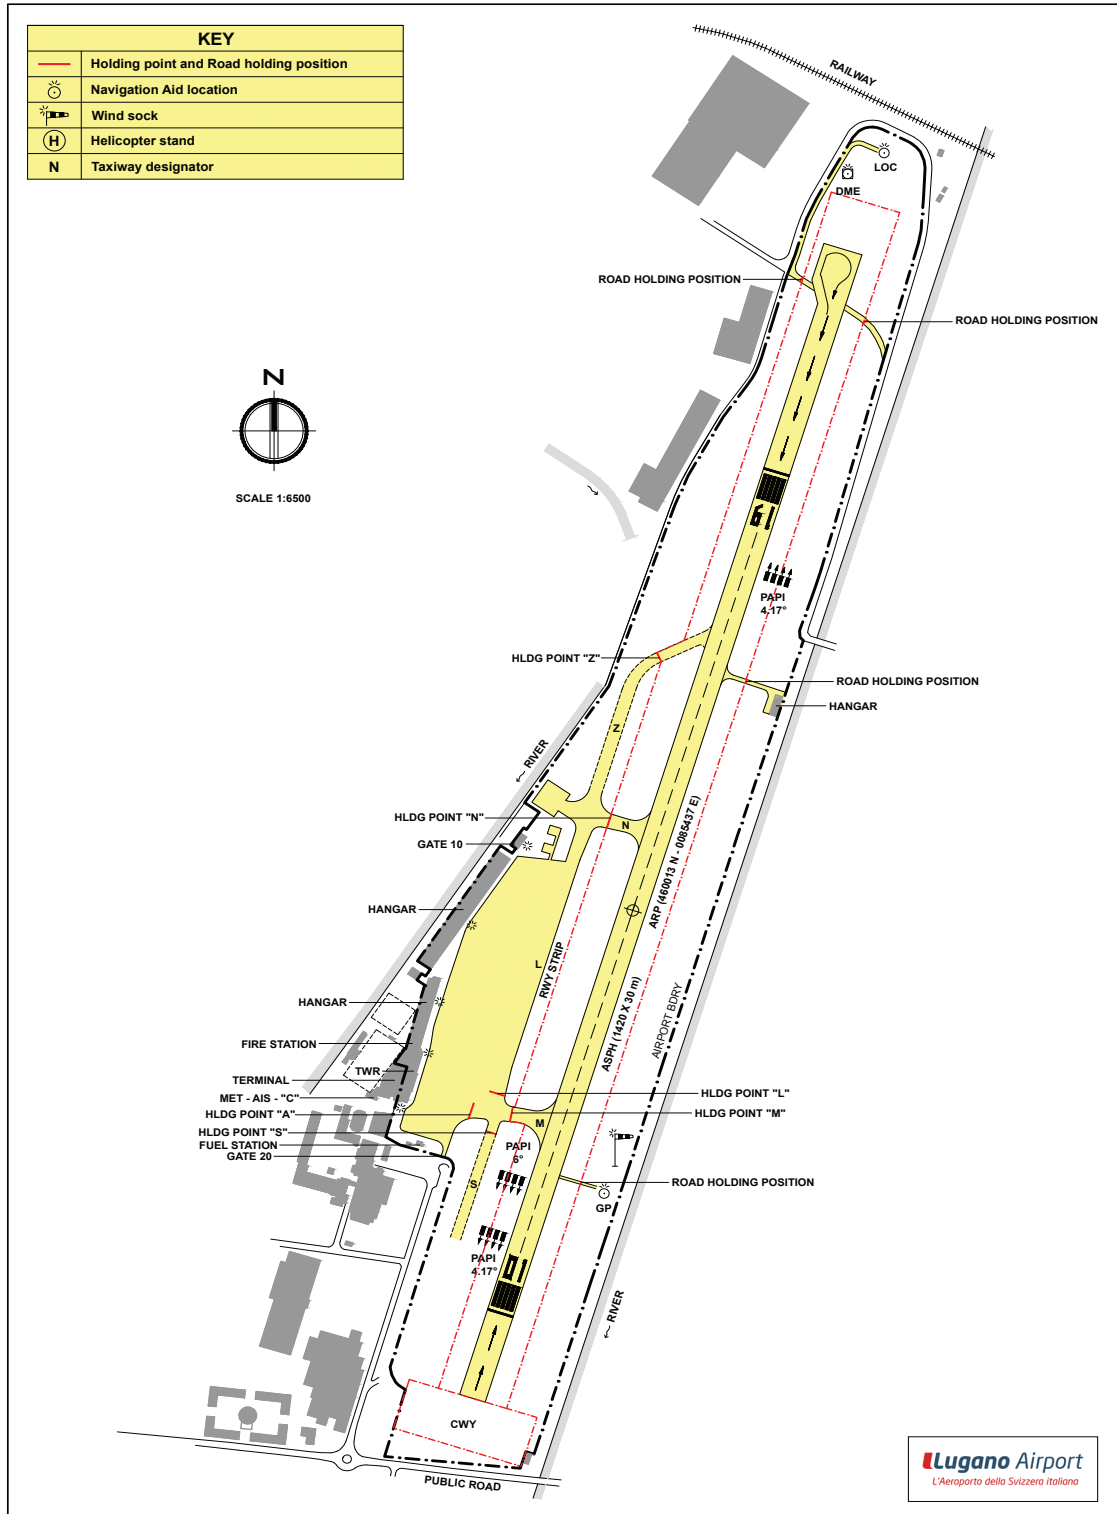 KEY
Holding point and Road holding position
Navigation Aid location
Wind sock
H Helicopter stand
N Taxiway designator
RAILWAY
LOC
DME
ROAD HOLDING POSITION
ROAD HOLDING POSITION
N
SCALE 1:6500
19
PAPI
4.17°
HLDG POINT "Z"
ROAD HOLDING POSITION
HANGAR
Z
RIVER
HLDG POINT "N"
N
GATE 10
ARP (460013 N - 0085437 E)
HANGAR
L
RWY STRIP
HANGAR
ASPH (1420 X 30 m)
AIRPORT BDRY
FIRE STATION
TWR
TERMINAL
MET - AIS - "C"
HLDG POINT "L"
HLDG POINT "A"
HLDG POINT "M"
M
HLDG POINT "S"
FUEL STATION
PAPI
6°
GATE 20
S
ROAD HOLDING POSITION
GP
PAPI
4.17°
01
RIVER
CWY
PUBLIC ROAD
Lugano Airport
L'Aeroporto della Svizzera italiana